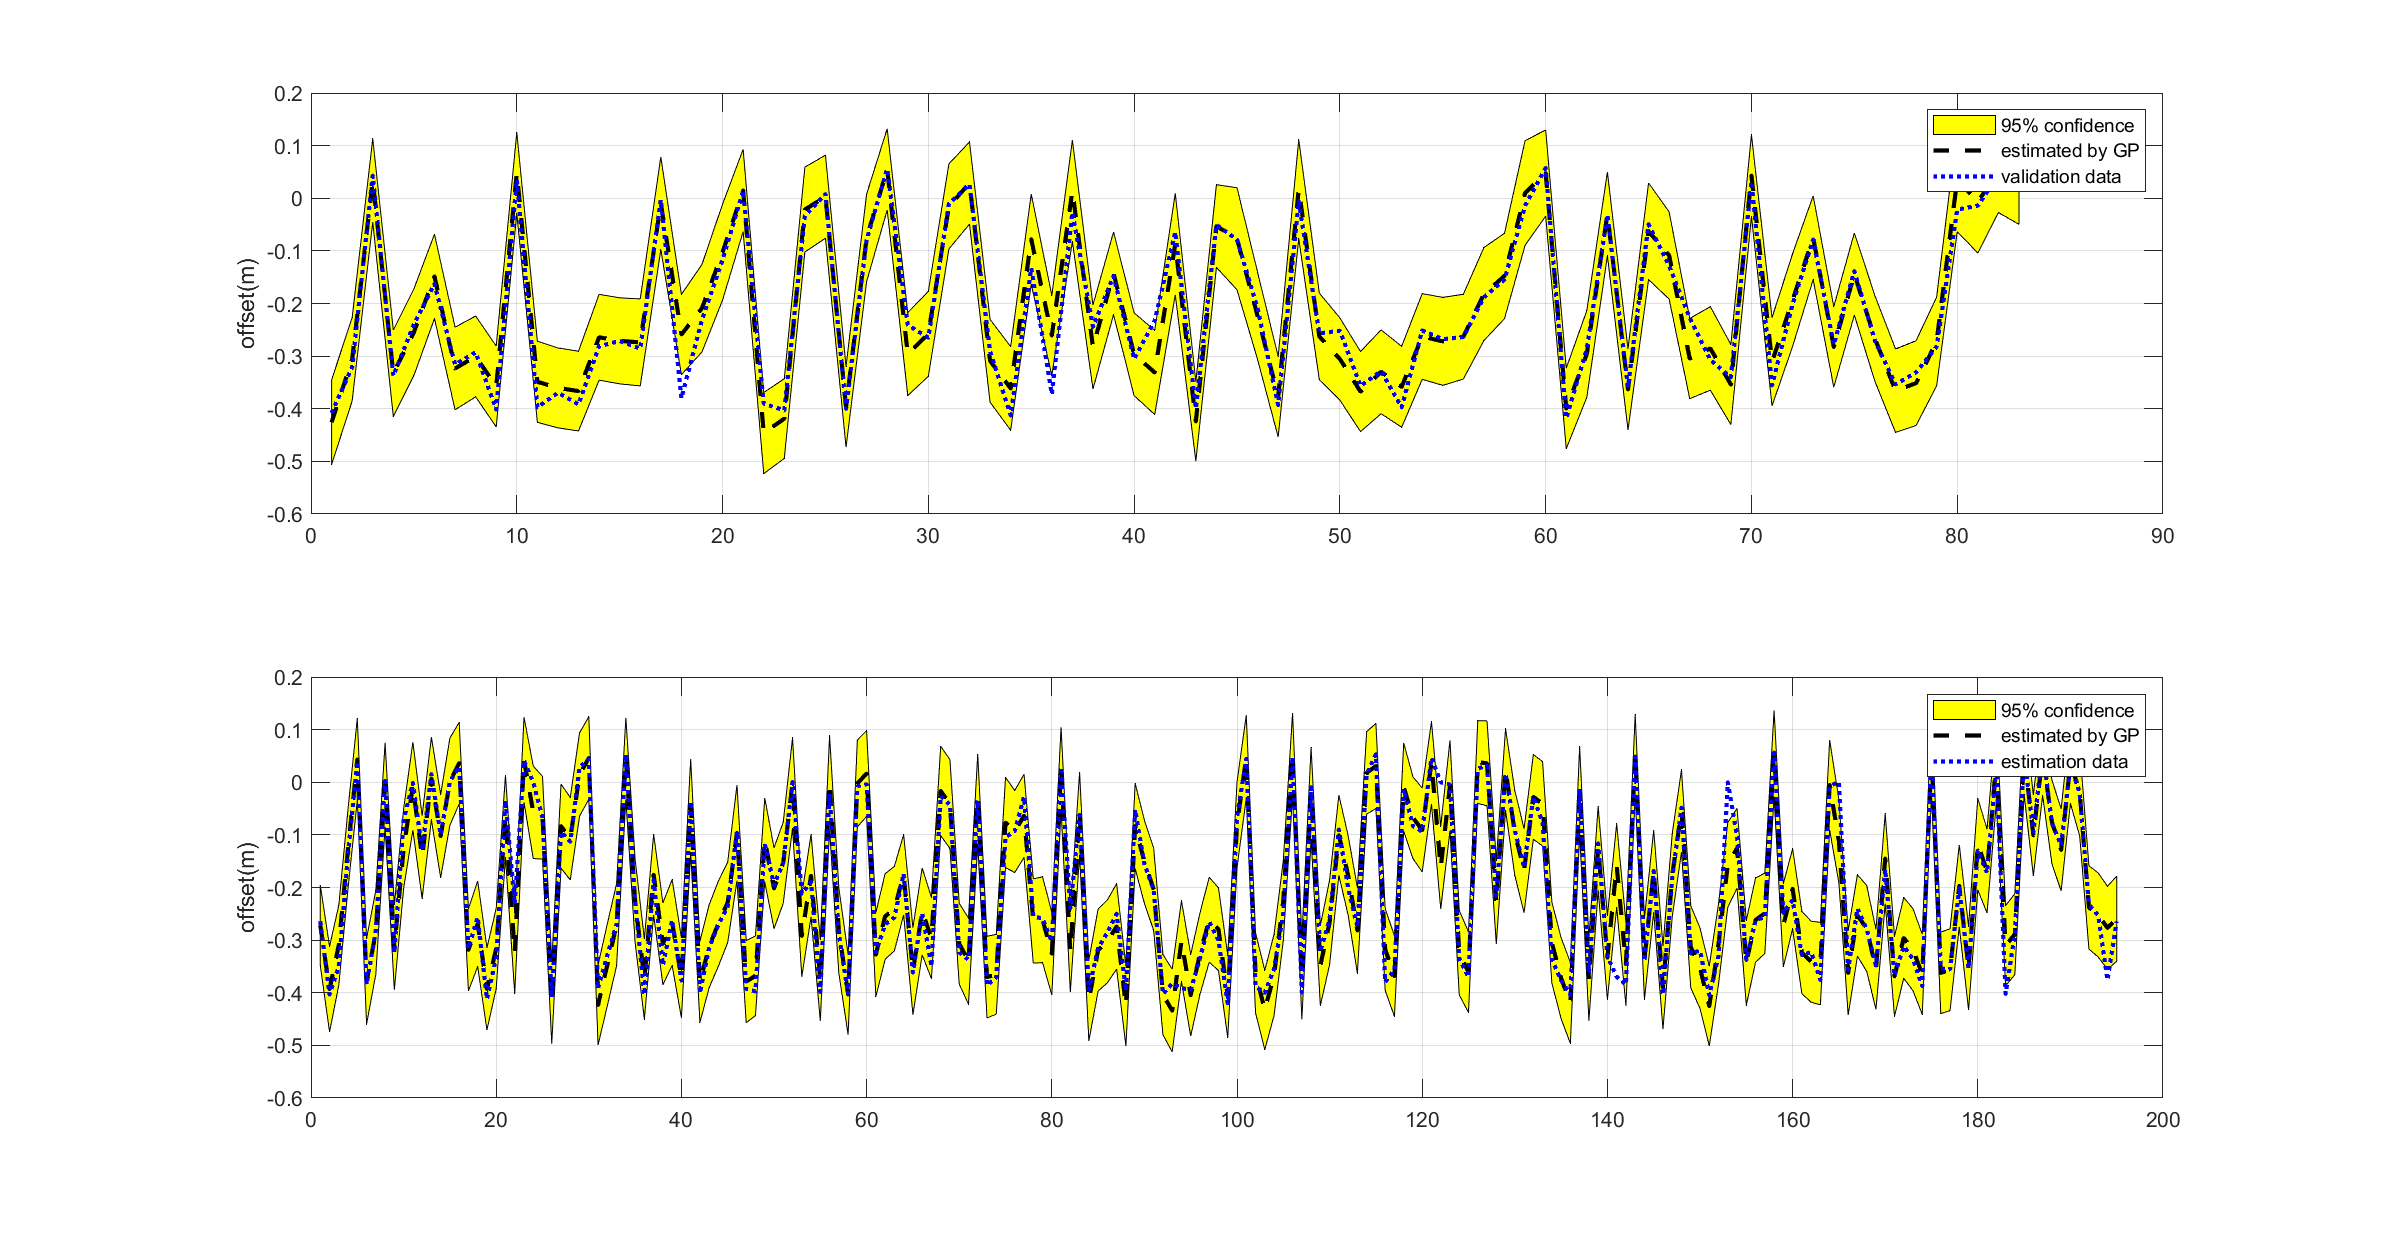 0.2
0.1
0
-0.1
-0.2
-0.3
-0.4
-0.5
-0.6
offset(m)
95% confidence
estimated by GP
validation data
0 10 20 30 40 50 60 70 80 90
0.2
0.1
0
-0.1
-0.2
-0.3
-0.4
-0.5
-0.6
offset(m)
95% confidence
estimated by GP
estimation data
0 20 40 60 80 100 120 140 160 180 200